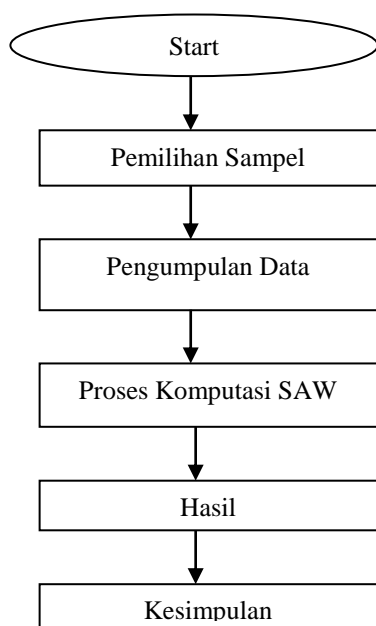 Start
Pemilihan Sampel
Pengumpulan Data
Proses Komputasi SAW
Hasil
Kesimpulan